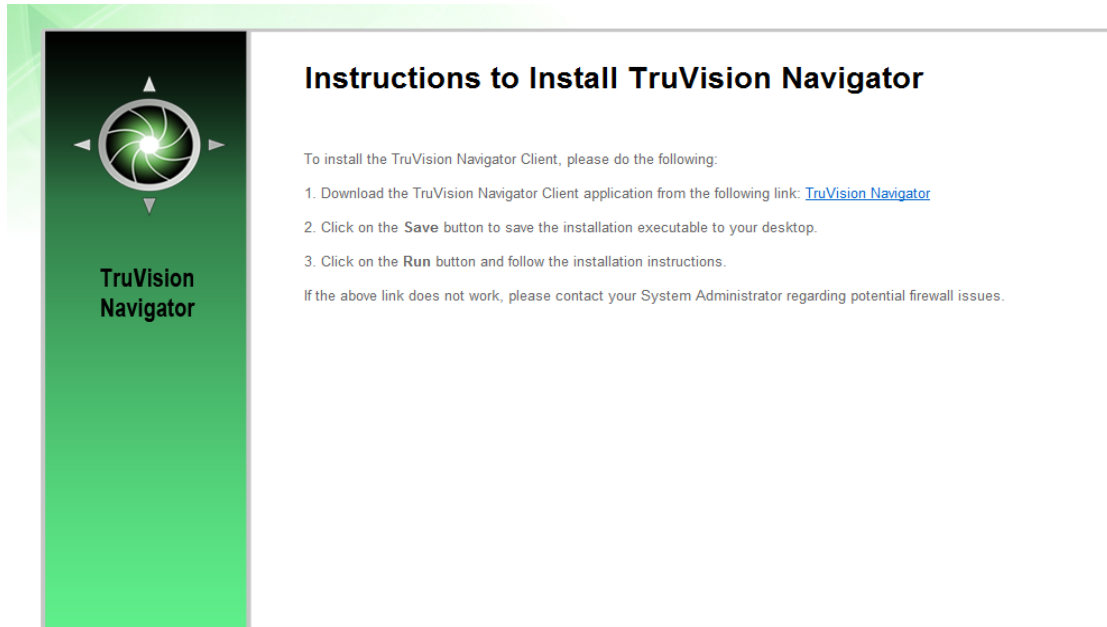 Instructions to Install TruVision Navigator
To install the TruVision Navigator Client, please do the following:
1. Download the TruVision Navigator Client application from the following link: TruVision Navigator
2. Click on the Save button to save the installation executable to your desktop.
3. Click on the Run button and follow the installation instructions.
If the above link does not work, please contact your System Administrator regarding potential firewall issues.
TruVision
Navigator